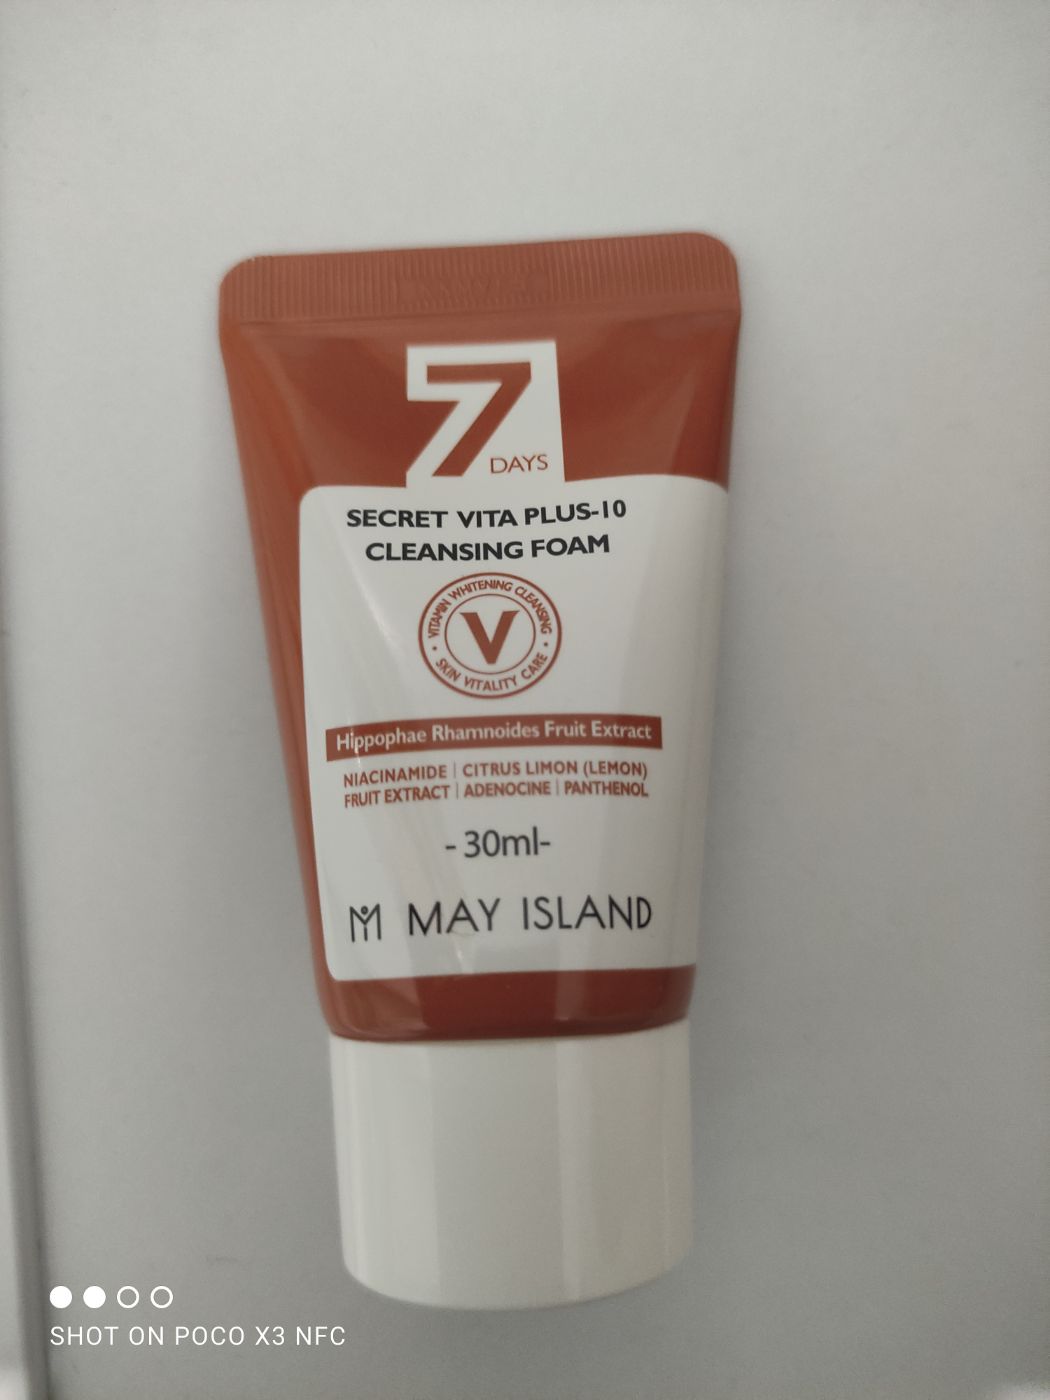 7
DAYS
SECRET VITA PLUS-10
CLEANSING FOAM
VITAMIN WHITENING CLEANSING
V
• SKIN VITALITY CARE •
Hippophae Rhamnoides Fruit Extract
NIACINAMIDE | CITRUS LIMON (LEMON)
FRUIT EXTRACT | ADENOCINE | PANTHENOL
-30ml-
MAY ISLAND
SHOT ON POCO X3 NFC